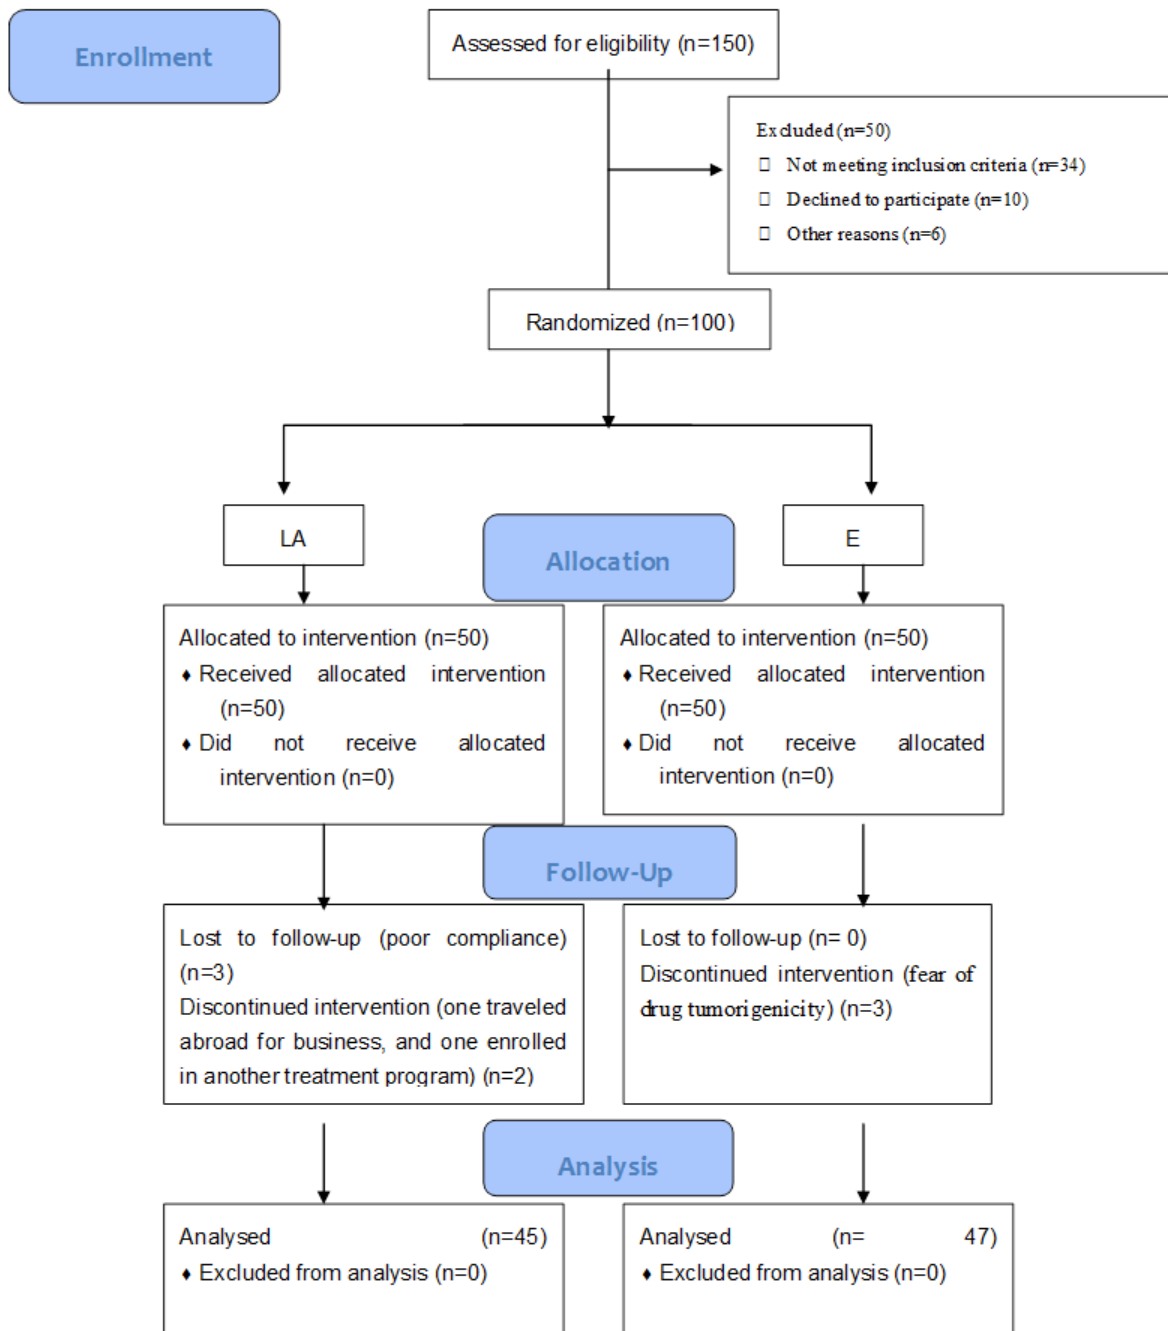 Enrollment
Assessed for eligibility (n=150)
Excluded (n=50)
□ Not meeting inclusion criteria (n=34)
□ Declined to participate (n=10)
□ Other reasons (n=6)
Randomized (n=100)
LA
E
Allocation
Allocated to intervention (n=50)
♦ Received allocated intervention
(n=50)
♦ Did not receive allocated
intervention (n=0)
Allocated to intervention (n=50)
♦ Received allocated intervention
(n=50)
♦ Did not receive allocated
intervention (n=0)
Follow-Up
Lost to follow-up (poor compliance)
(n=3)
Discontinued intervention (one traveled
abroad for business, and one enrolled
in another treatment program) (n=2)
Lost to follow-up (n= 0)
Discontinued intervention (fear of
drug tumorigenicity) (n=3)
Analysis
Analysed (n=45)
♦ Excluded from analysis (n=0)
Analysed (n= 47)
♦ Excluded from analysis (n=0)